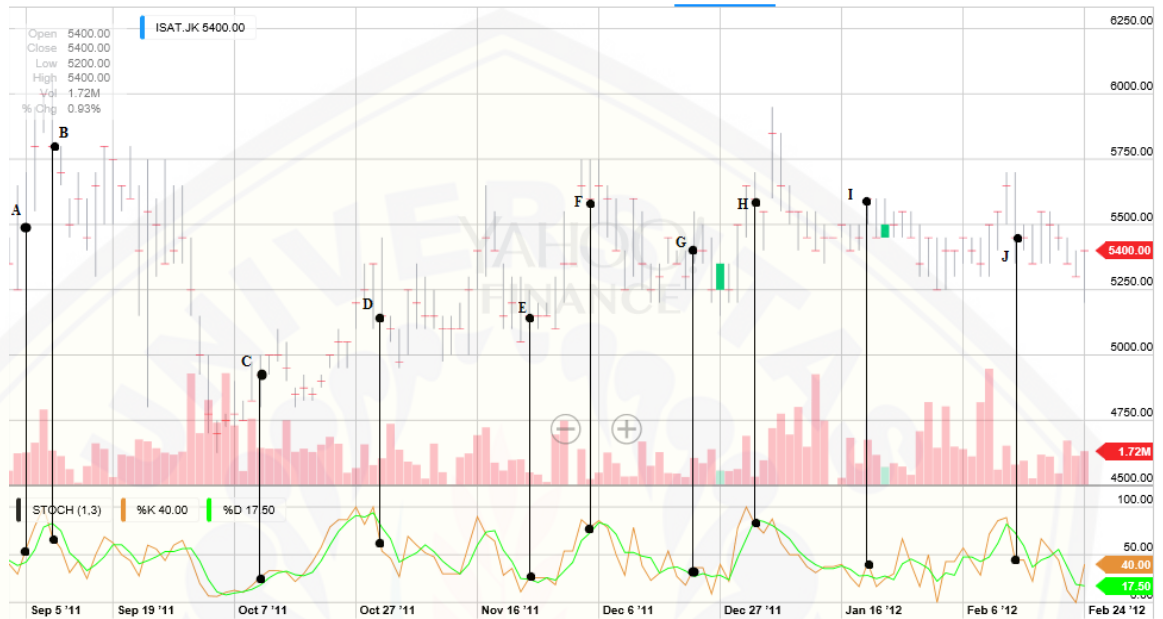 ISAT.JK 5400.00
Open 5400.00
Close 5400.00
Low 5200.00
High 5400.00
Vol 1.72M
% Chg 0.93%
6250.00
6000.00
5750.00
5500.00
5400.00
5250.00
5000.00
4750.00
1.72M
4500.00
A
B
C
D
E
F
G
H
I
J
YAHOO!
FINANCE
UNIVERSITAS
STOCH (1,3) %K 40.00 %D 17.50
100.00
50.00
40.00
17.50
0.00
Sep 5 '11 Sep 19 '11 Oct 7 '11 Oct 27 '11 Nov 16 '11 Dec 6 '11 Dec 27 '11 Jan 16 '12 Feb 6 '12 Feb 24 '12